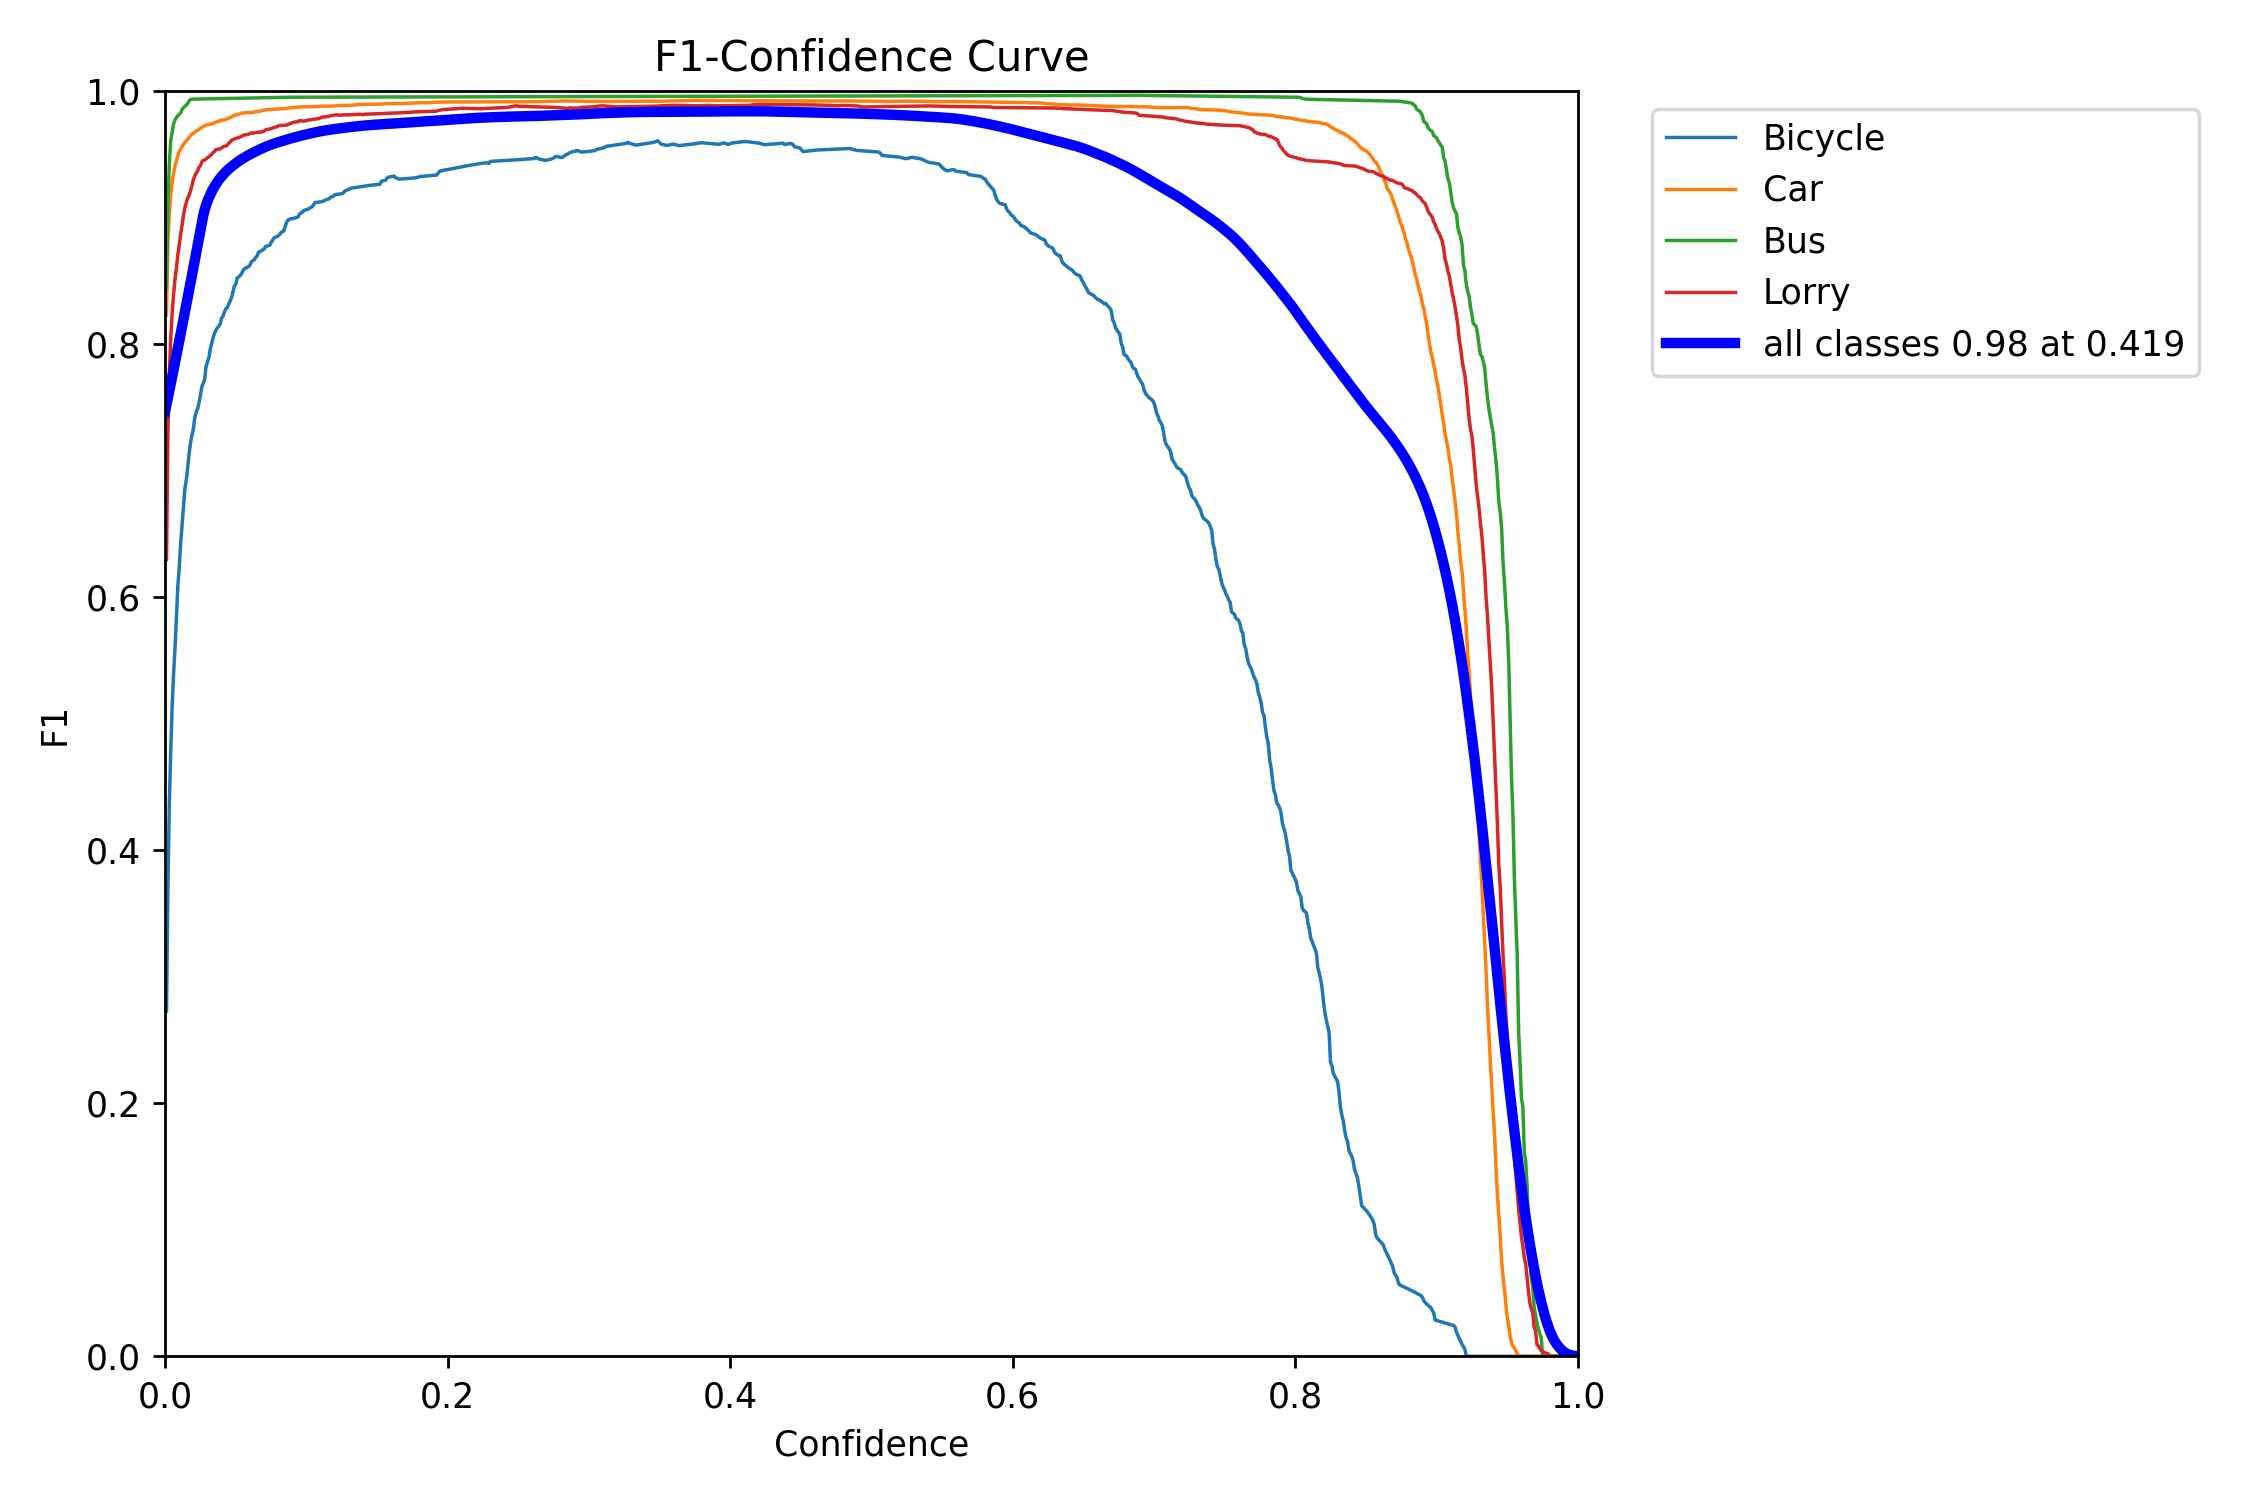 F1-Confidence Curve
1.0
0.8
0.6
0.4
0.2
0.0
F1
0.0 0.2 0.4 0.6 0.8 1.0
Confidence
Bicycle
Car
Bus
Lorry
all classes 0.98 at 0.419